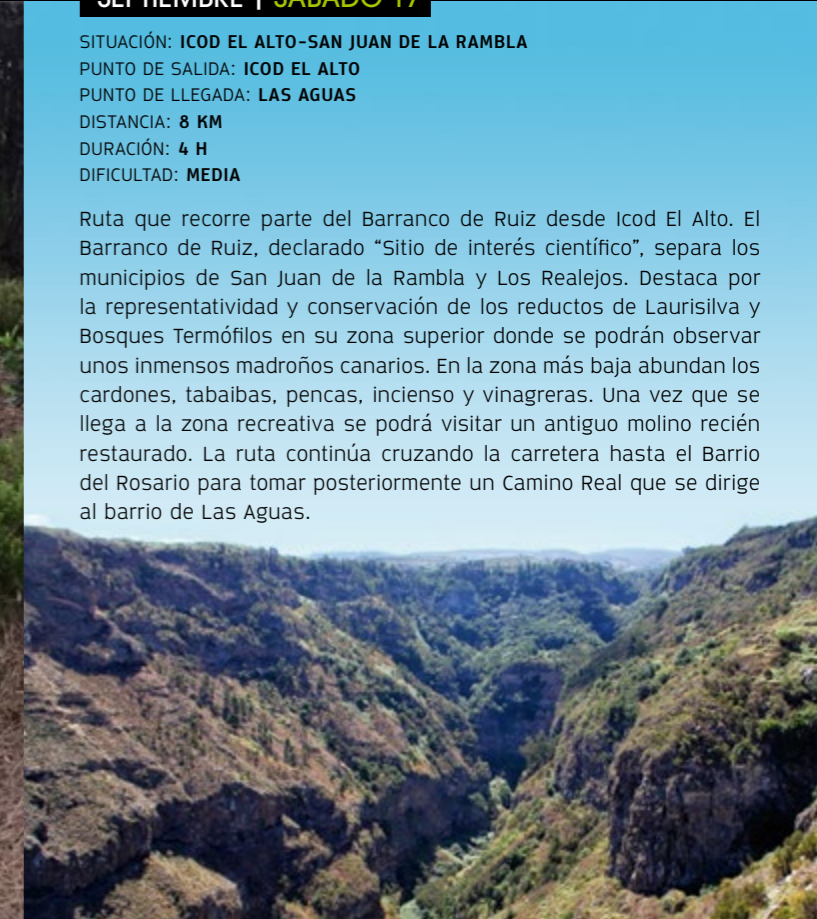 SEPTIEMBRE | SÁBADO 17
SITUACIÓN: ICOD EL ALTO-SAN JUAN DE LA RAMBLA
PUNTO DE SALIDA: ICOD EL ALTO
PUNTO DE LLEGADA: LAS AGUAS
DISTANCIA: 8 KM
DURACIÓN: 4 H
DIFICULTAD: MEDIA
Ruta que recorre parte del Barranco de Ruiz desde Icod El Alto. El
Barranco de Ruiz, declarado “Sitio de interés científico”, separa los
municipios de San Juan de la Rambla y Los Realejos. Destaca por
la representatividad y conservación de los reductos de Laurisilva y
Bosques Termófilos en su zona superior donde se podrán observar
unos inmensos madroños canarios. En la zona más baja abundan los
cardones, tabaibas, pencas, incienso y vinagreras. Una vez que se
llega a la zona recreativa se podrá visitar un antiguo molino recién
restaurado. La ruta continúa cruzando la carretera hasta el Barrio
del Rosario para tomar posteriormente un Camino Real que se dirige
al barrio de Las Aguas.